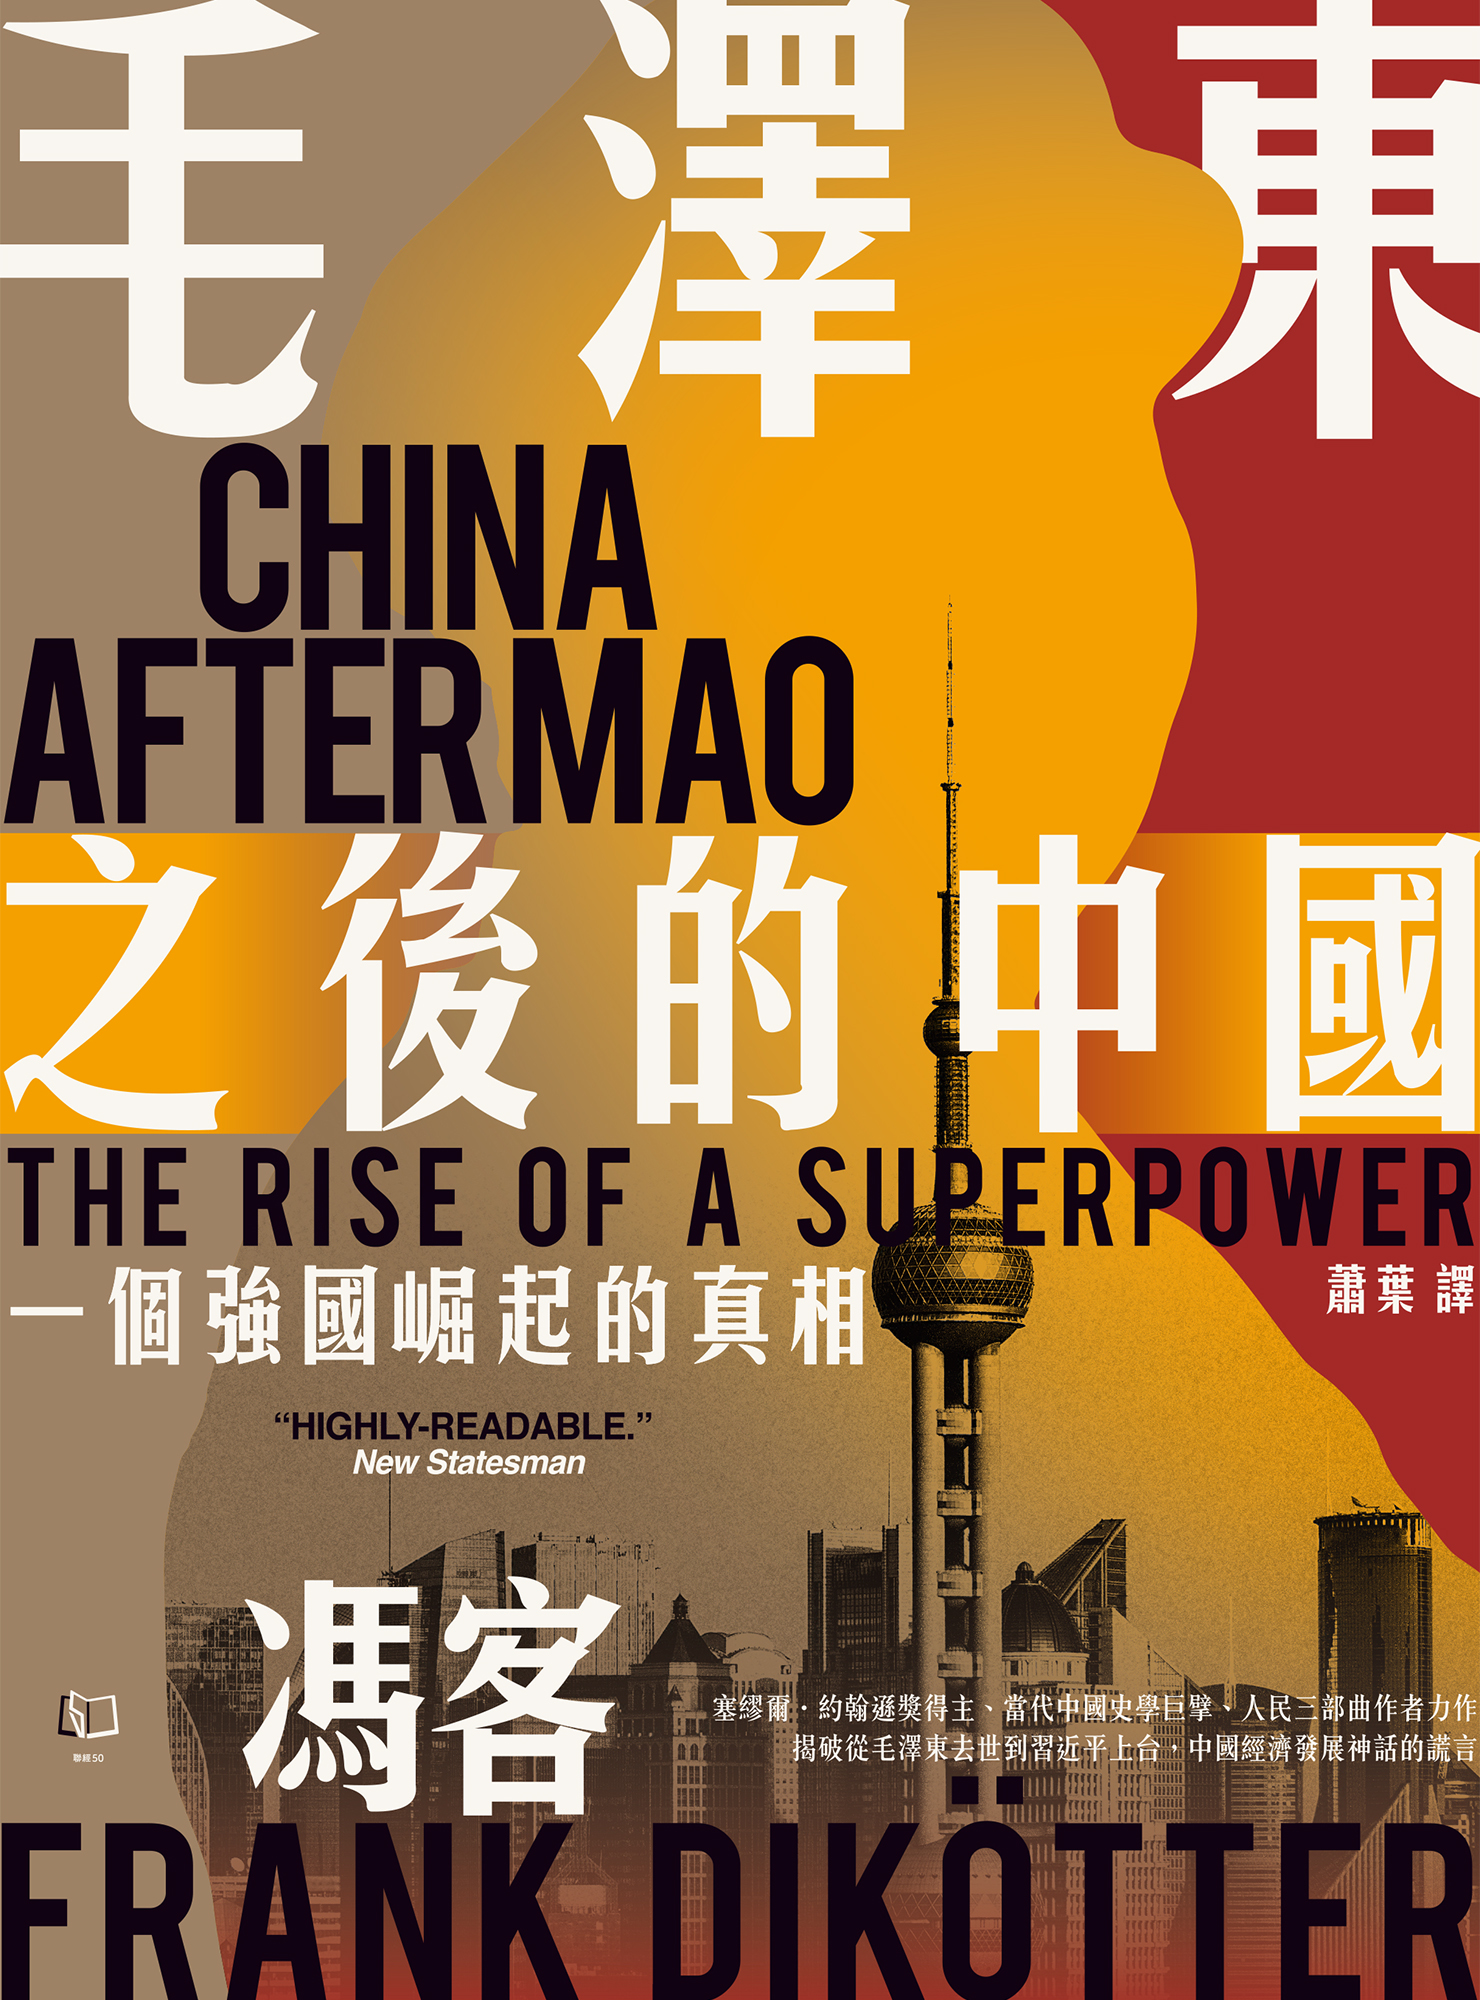 毛澤東
CHINA
AFTER MAO
之後的中國
THE RISE OF A SUPERPOWER
一個強國崛起的真相
蕭葉 譯
“HIGHLY-READABLE.”
New Statesman
馮客
塞繆爾・約翰遜獎得主、當代中國史學巨擘、人民三部曲作者力作
揭破從毛澤東去世到習近平上台，中國經濟發展神話的謊言
聯經50
FRANK DIKÖTTER